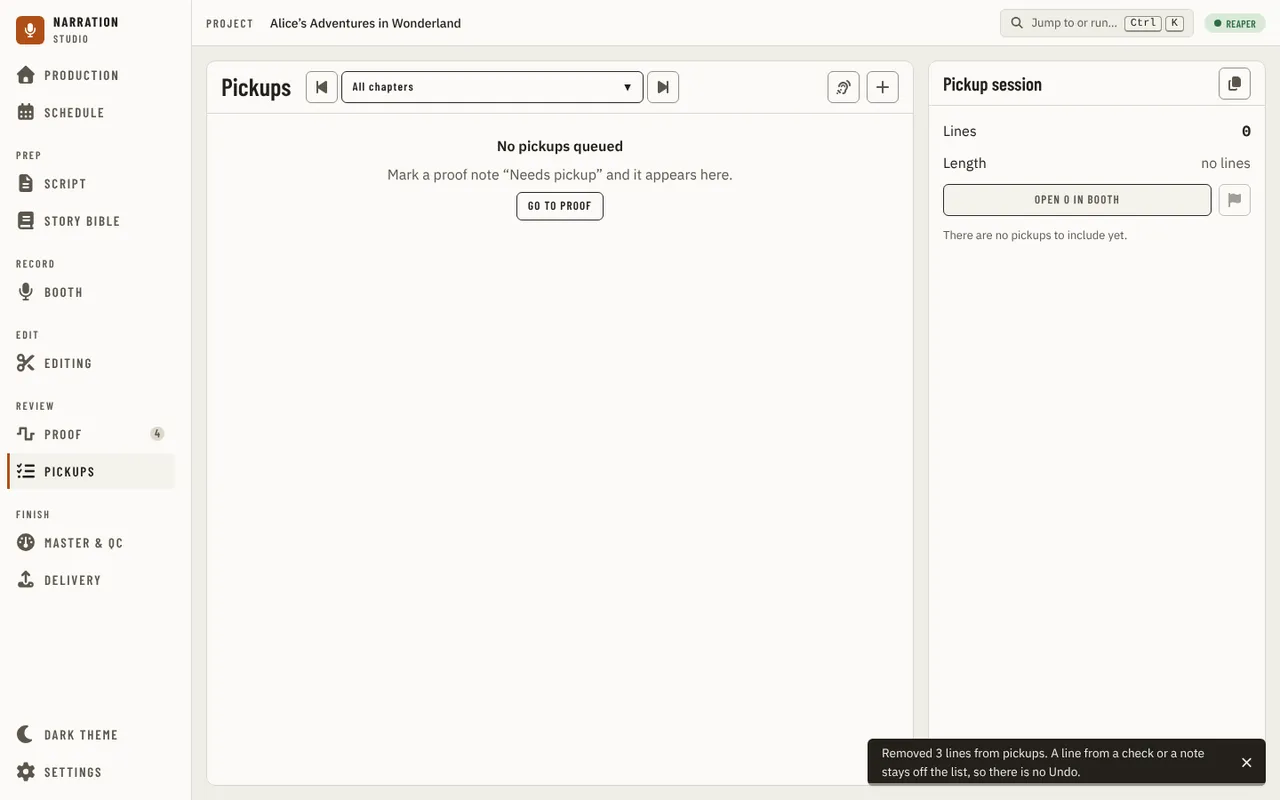 NARRATION
STUDIO
PRODUCTION
SCHEDULE
PREP
SCRIPT
STORY BIBLE
RECORD
BOOTH
EDIT
EDITING
REVIEW
PROOF 4
PICKUPS
FINISH
MASTER & QC
DELIVERY
DARK THEME
SETTINGS
PROJECT Alice’s Adventures in Wonderland
Jump to or run... Ctrl K
REAPER
Pickups
All chapters
No pickups queued
Mark a proof note “Needs pickup” and it appears here.
GO TO PROOF
Pickup session
Lines 0
Length no lines
OPEN 0 IN BOOTH
There are no pickups to include yet.
Removed 3 lines from pickups. A line from a check or a note
stays off the list, so there is no Undo.